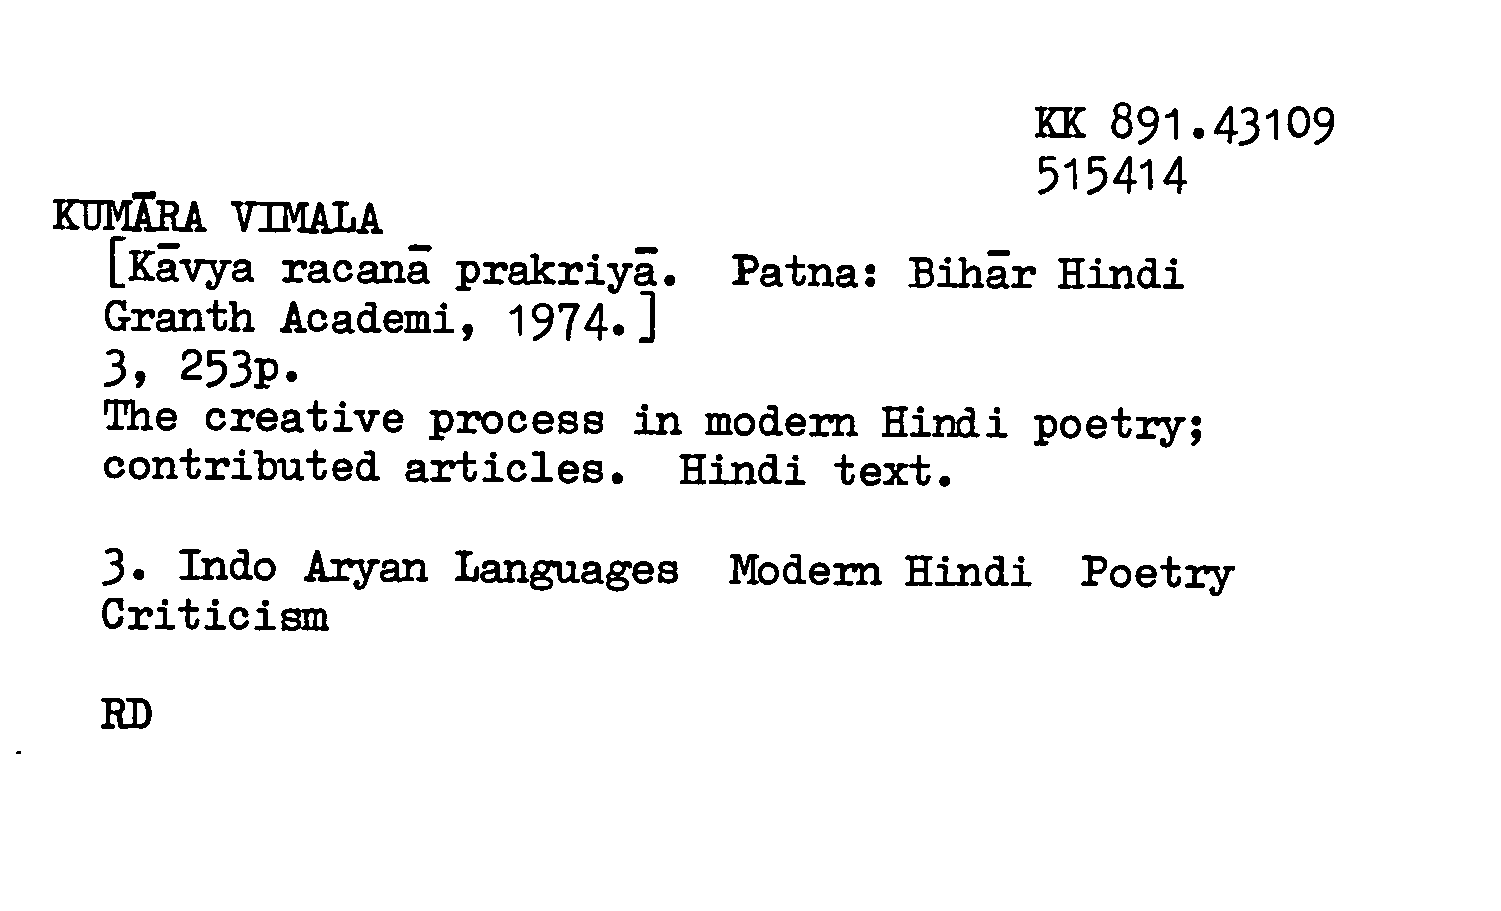 KK 891.43109
515414
KUMĀRA VIMALA
[Kāvya racanā prakriyā. Patna: Bihār Hindi
Granth Academi, 1974.]
3, 253p.
The creative process in modern Hindi poetry;
contributed articles. Hindi text.
3. Indo Aryan Languages Modern Hindi Poetry
Criticism
RD